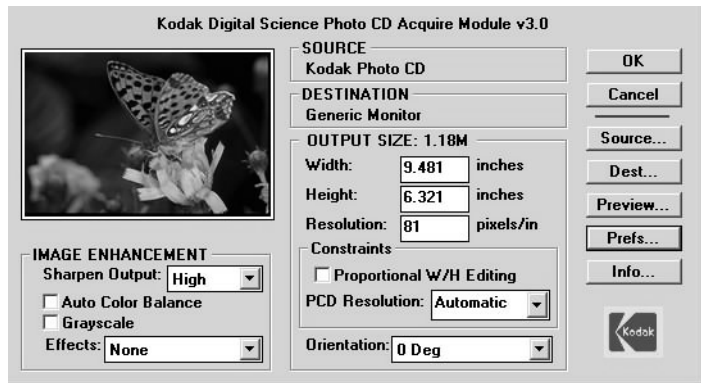 Kodak Digital Science Photo CD Acquire Module v3.0
SOURCE
Kodak Photo CD
DESTINATION
Generic Monitor
OUTPUT SIZE: 1.18M
Width: 9.481 inches
Height: 6.321 inches
Resolution: 81 pixels/in
Constraints
Proportional W/H Editing
PCD Resolution: Automatic
Orientation: 0 Deg
IMAGE ENHANCEMENT
Sharpen Output: High
Auto Color Balance
Grayscale
Effects: None
OK
Cancel
Source...
Dest...
Preview...
Prefs...
Info...
Kodak